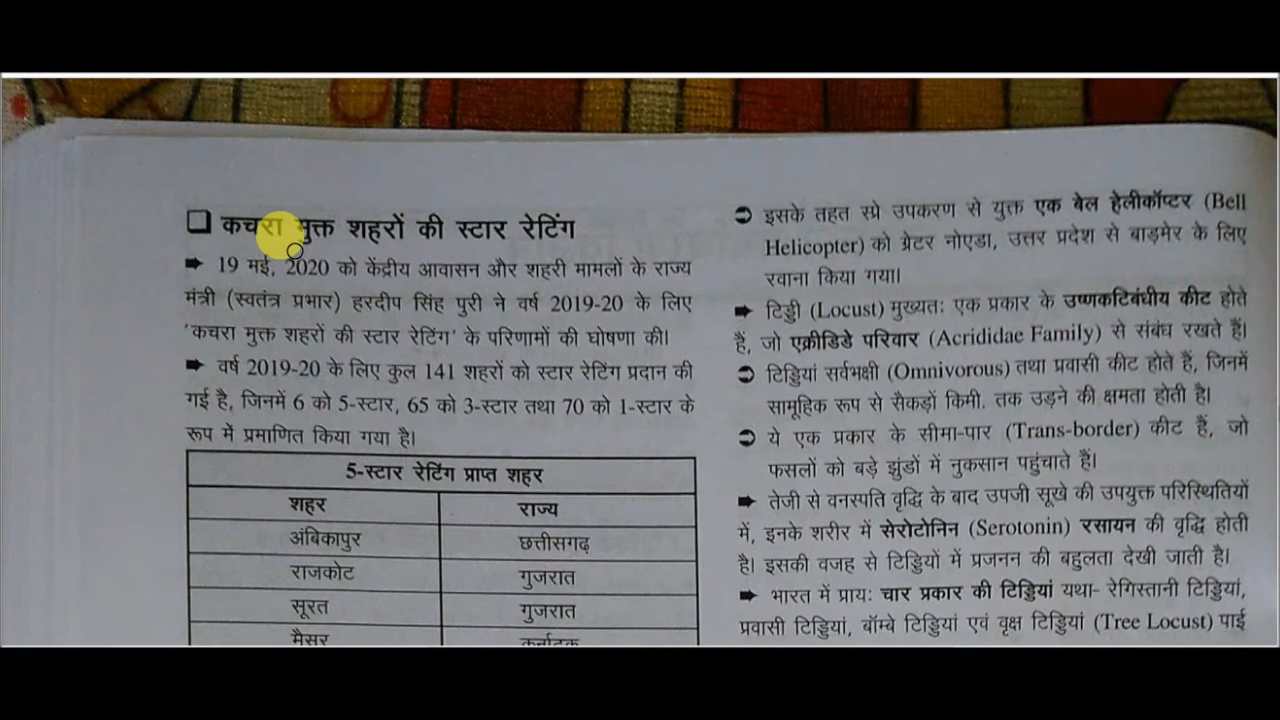 ❑ कचरा मुक्त शहरों की स्टार रेटिंग
➡ 19 मई, 2020 को केंद्रीय आवासन और शहरी मामलों के राज्य
मंत्री (स्वतंत्र प्रभार) हरदीप सिंह पुरी ने वर्ष 2019-20 के लिए
'कचरा मुक्त शहरों की स्टार रेटिंग' के परिणामों की घोषणा की।
➡ वर्ष 2019-20 के लिए कुल 141 शहरों को स्टार रेटिंग प्रदान की
गई है, जिनमें 6 को 5-स्टार, 65 को 3-स्टार तथा 70 को 1-स्टार के
रूप में प्रमाणित किया गया है।
5-स्टार रेटिंग प्राप्त शहर
शहर राज्य
अंबिकापुर छत्तीसगढ़
राजकोट गुजरात
सूरत गुजरात
मैसूर कर्नाटक
➲ इसके तहत स्प्रे उपकरण से युक्त एक बेल हेलीकॉप्टर (Bell
Helicopter) को ग्रेटर नोएडा, उत्तर प्रदेश से बाड़मेर के लिए
रवाना किया गया।
➡ टिड्डी (Locust) मुख्यतः एक प्रकार के उष्णकटिबंधीय कीट होते
हैं, जो एक्रीडिडे परिवार (Acrididae Family) से संबंध रखते हैं।
➲ टिड्डियां सर्वभक्षी (Omnivorous) तथा प्रवासी कीट होते हैं, जिनमें
सामूहिक रूप से सैकड़ों किमी. तक उड़ने की क्षमता होती है।
➲ ये एक प्रकार के सीमा-पार (Trans-border) कीट हैं, जो
फसलों को बड़े झुंडों में नुकसान पहुंचाते हैं।
➡ तेजी से वनस्पति वृद्धि के बाद उपजी सूखे की उपयुक्त परिस्थितियों
में, इनके शरीर में सेरोटोनिन (Serotonin) रसायन की वृद्धि होती
है। इसकी वजह से टिड्डियों में प्रजनन की बहुलता देखी जाती है।
➡ भारत में प्रायः चार प्रकार की टिड्डियां यथा- रेगिस्तानी टिड्डियां,
प्रवासी टिड्डियां, बॉम्बे टिड्डियां एवं वृक्ष टिड्डियां (Tree Locust) पाई